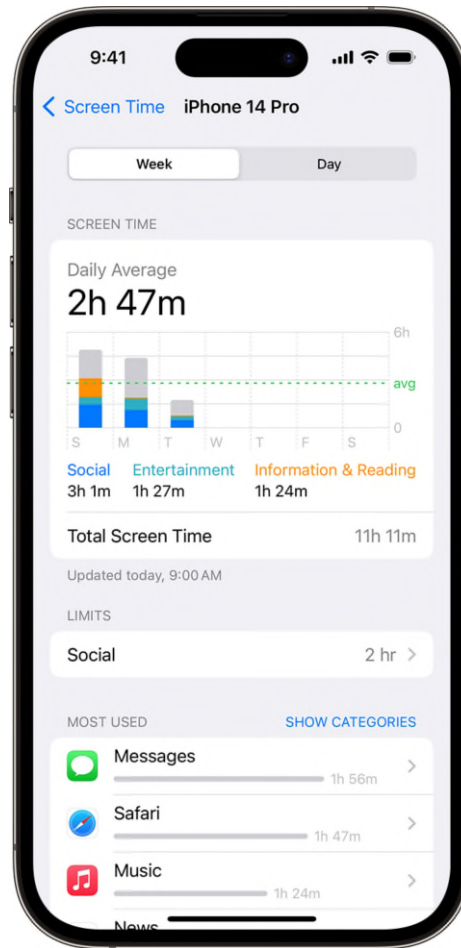 9:41
Screen Time iPhone 14 Pro
Week Day
SCREEN TIME
Daily Average
2h 47m
6h
avg
0
S M T W T F S
Social Entertainment Information & Reading
3h 1m 1h 27m 1h 24m
Total Screen Time 11h 11m
Updated today, 9:00 AM
LIMITS
Social 2 hr
MOST USED SHOW CATEGORIES
Messages
1h 56m
Safari
1h 47m
Music
1h 24m
News